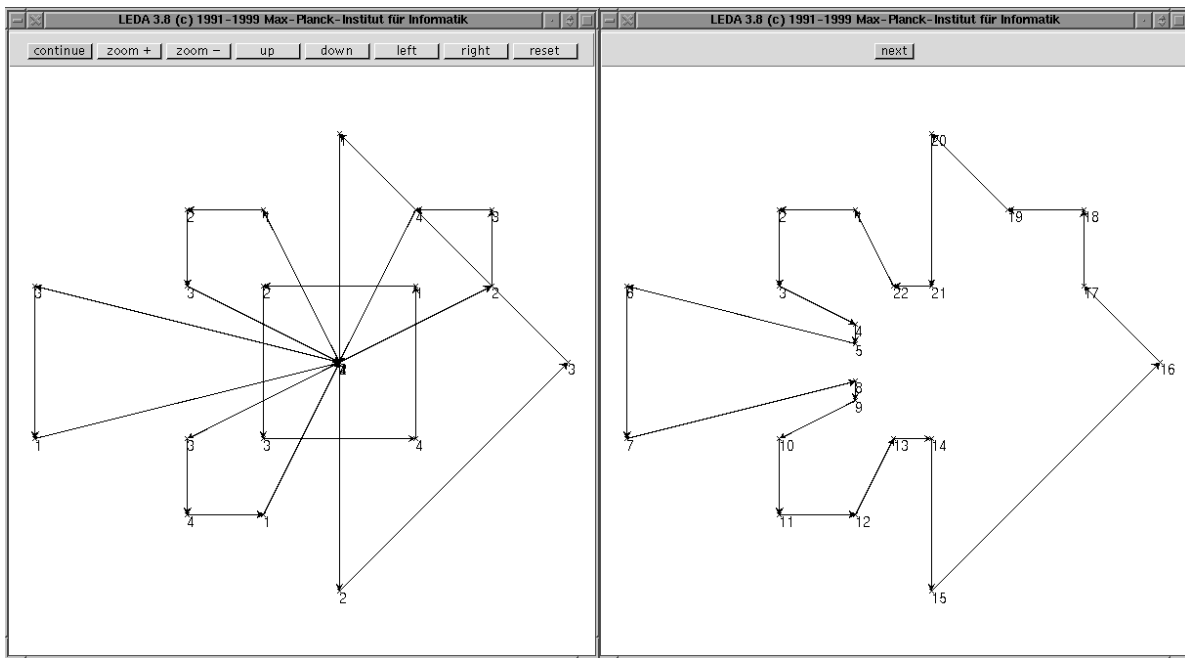 LEDA 3.8 (c) 1991-1999 Max-Planck-Institut für Informatik
continue zoom + zoom - up down left right reset
1
2 1 4 3
3 3 2 1 2
3
1 3 3 4
4 1
2
LEDA 3.8 (c) 1991-1999 Max-Planck-Institut für Informatik
next
20
2 1 19 18
6 3 22 21 17
4
5
16
8
9
7 10 13 14
11 12
15